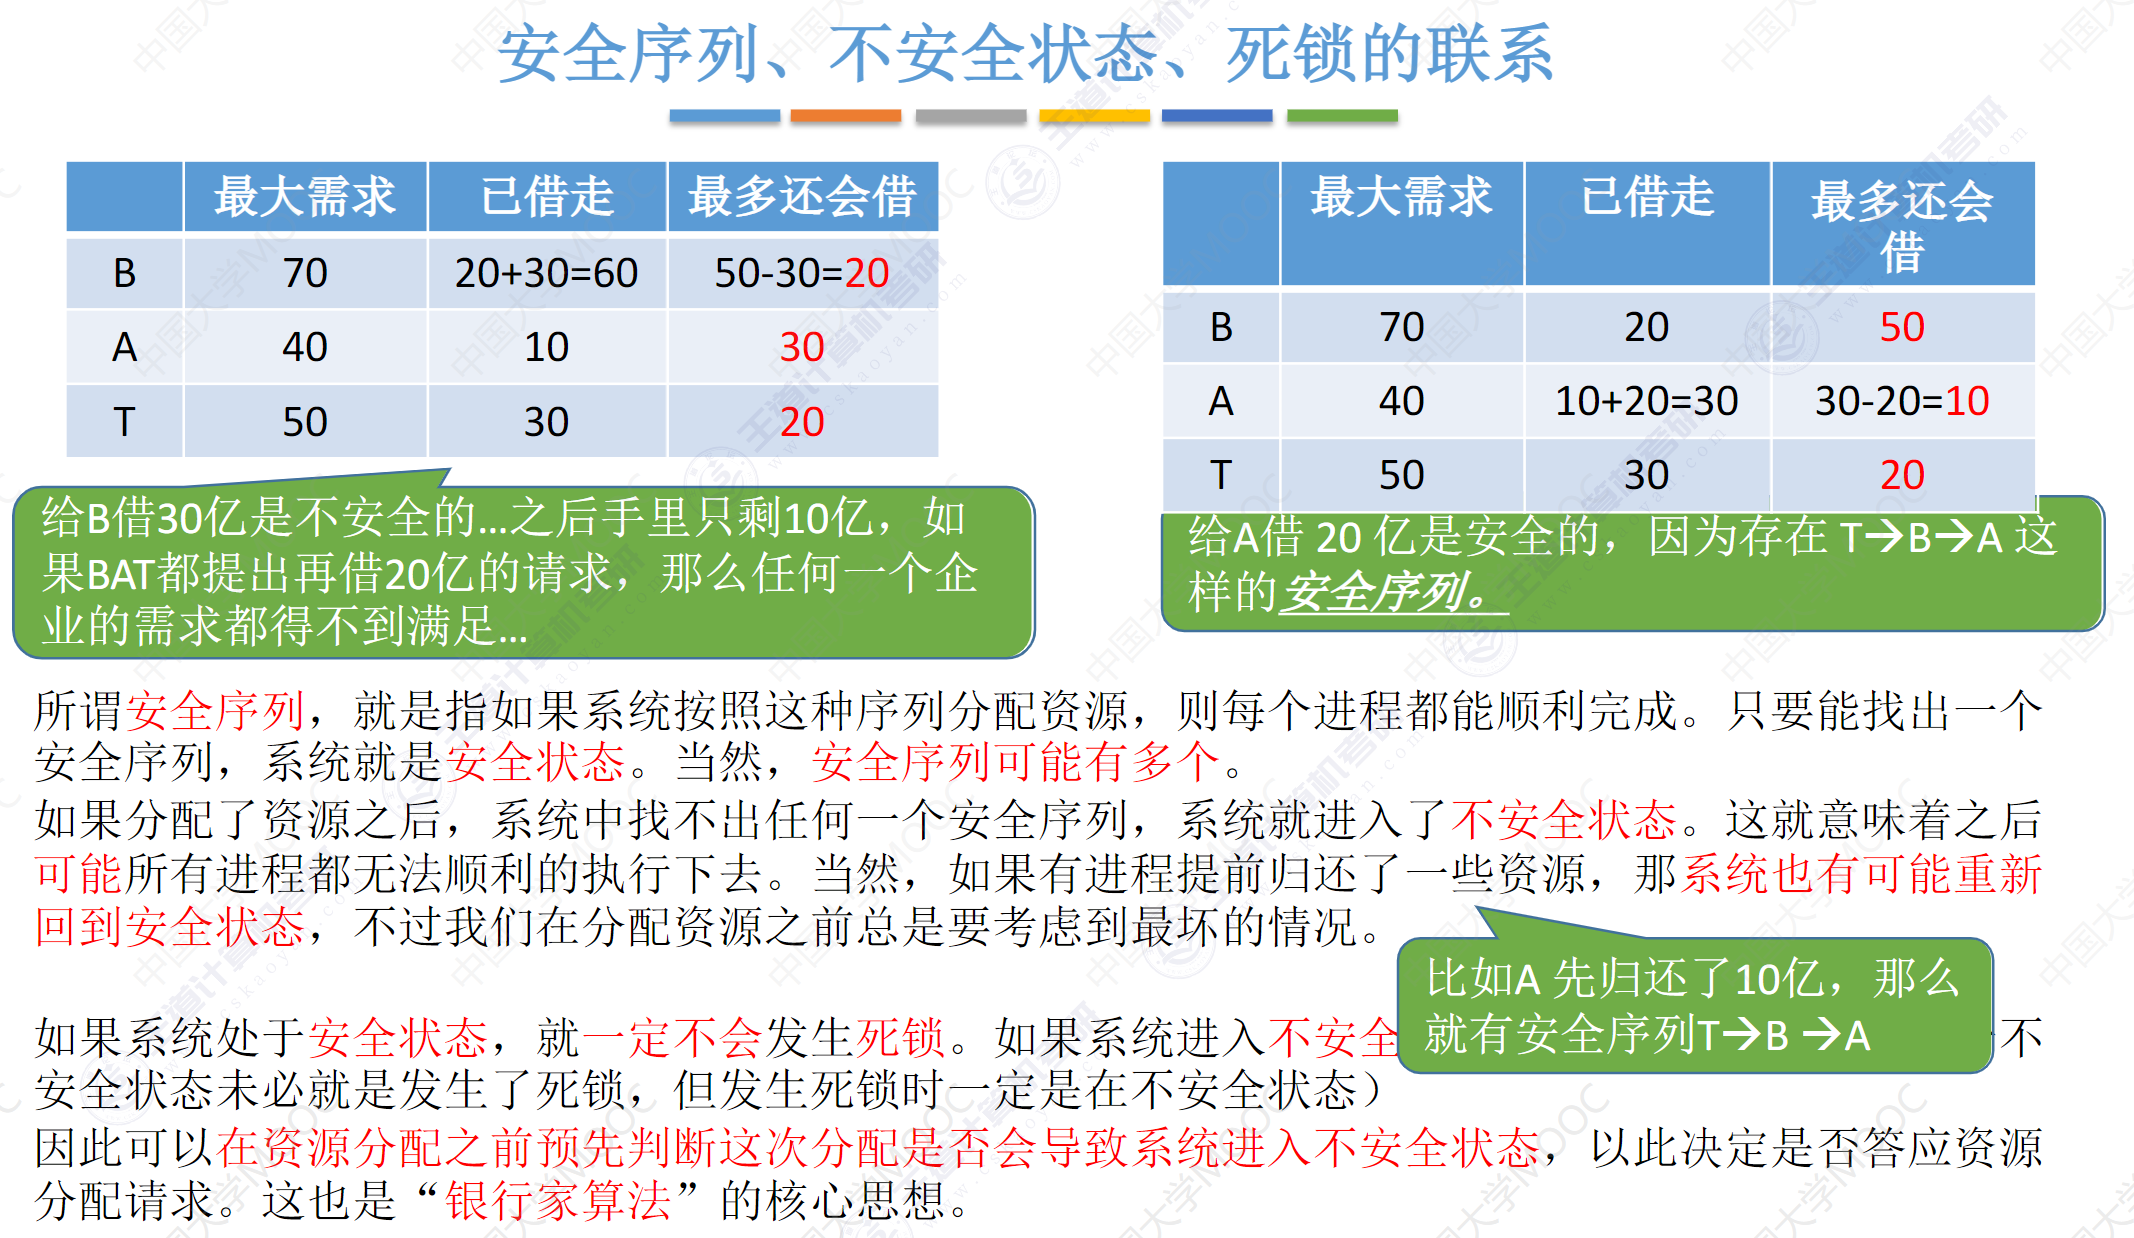 安全序列、不安全状态、死锁的联系
最大需求 已借走 最多还会借
B 70 20+30=60 50-30=20
A 40 10 30
T 50 30 20
给B借30亿是不安全的…之后手里只剩10亿，如
果BAT都提出再借20亿的请求，那么任何一个企
业的需求都得不到满足…
最大需求 已借走 最多还会
借
B 70 20 50
A 40 10+20=30 30-20=10
T 50 30 20
给A借 20 亿是安全的，因为存在 T→B→A 这
样的安全序列。
所谓安全序列，就是指如果系统按照这种序列分配资源，则每个进程都能顺利完成。只要能找出一个
安全序列，系统就是安全状态。当然，安全序列可能有多个。
如果分配了资源之后，系统中找不出任何一个安全序列，系统就进入了不安全状态。这就意味着之后
可能所有进程都无法顺利的执行下去。当然，如果有进程提前归还了一些资源，那系统也有可能重新
回到安全状态，不过我们在分配资源之前总是要考虑到最坏的情况。
比如A 先归还了10亿，那么
就有安全序列T→B →A
如果系统处于安全状态，就一定不会发生死锁。如果系统进入不安全 不
安全状态未必就是发生了死锁，但发生死锁时一定是在不安全状态）
因此可以在资源分配之前预先判断这次分配是否会导致系统进入不安全状态，以此决定是否答应资源
分配请求。这也是“银行家算法”的核心思想。
王道计算机考研
www.cskaoyan.com
中国大学MOOC